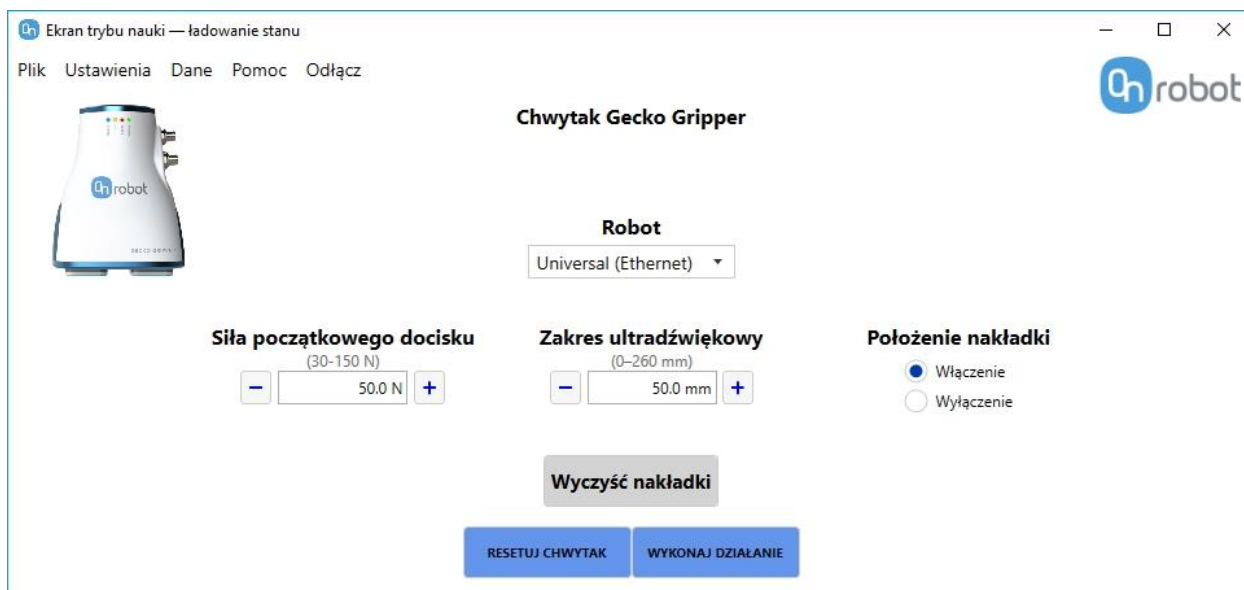 Ekran trybu nauki — ładowanie stanu
Plik Ustawienia Dane Pomoc Odłącz
On robot
Chwytak Gecko Gripper
On robot
Robot
Universal (Ethernet)
Siła początkowego docisku
(30-150 N)
50.0 N
Zakres ultradźwiękowy
(0–260 mm)
50.0 mm
Położenie nakładki
Włączenie
Wyłączenie
Wyczyść nakładki
RESETUJ CHWYTAK
WYKONAJ DZIAŁANIE